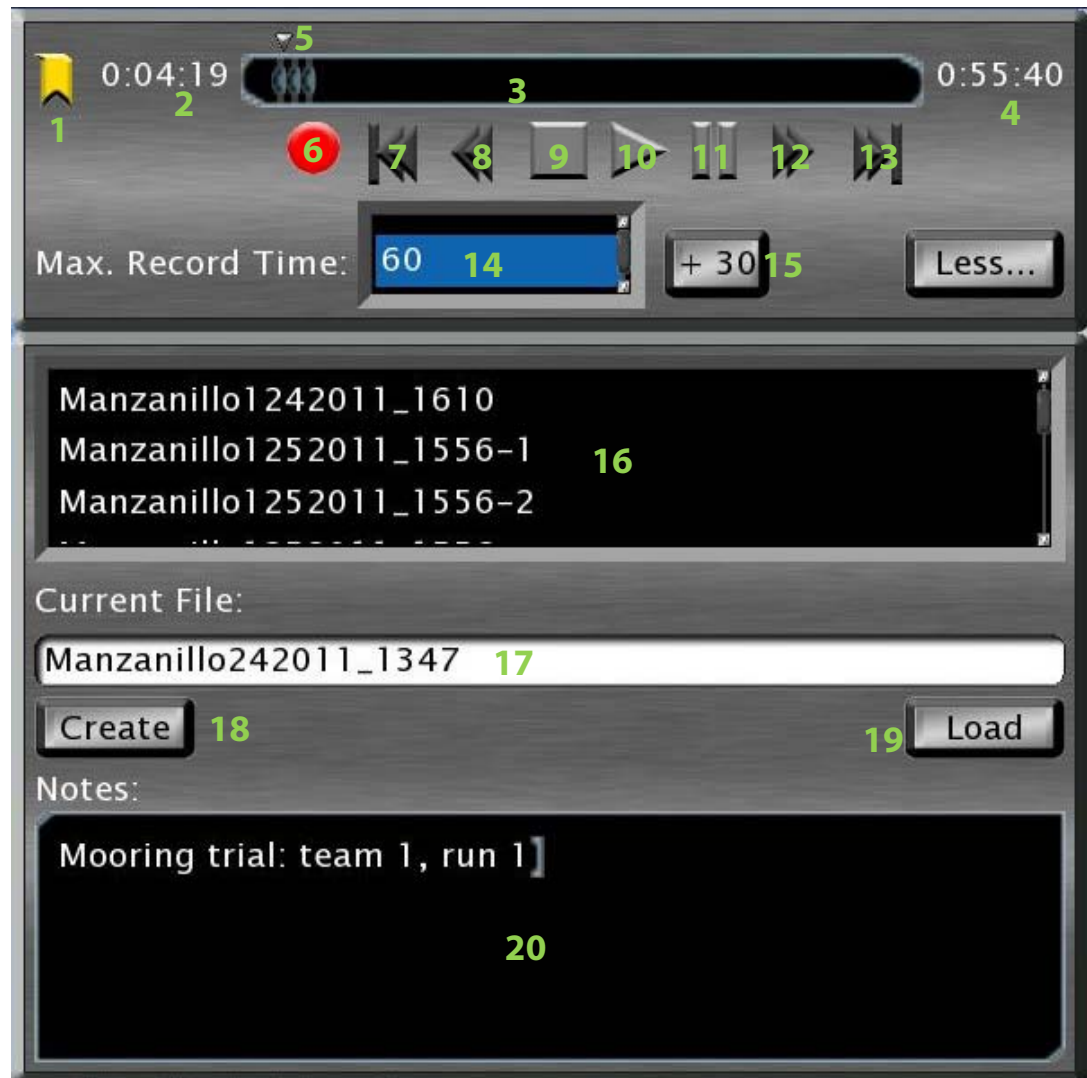 5
0:04:19 0:55:40
1 2 3 4
6 7 8 9 10 11 12 13
Max. Record Time: 60 14 + 30 15 Less...
Manzanillo1242011_1610
Manzanillo1252011_1556-1
16
Manzanillo1252011_1556-2
Current File:
Manzanillo242011_1347 17
Create 18 19 Load
Notes:
Mooring trial: team 1, run 1
20